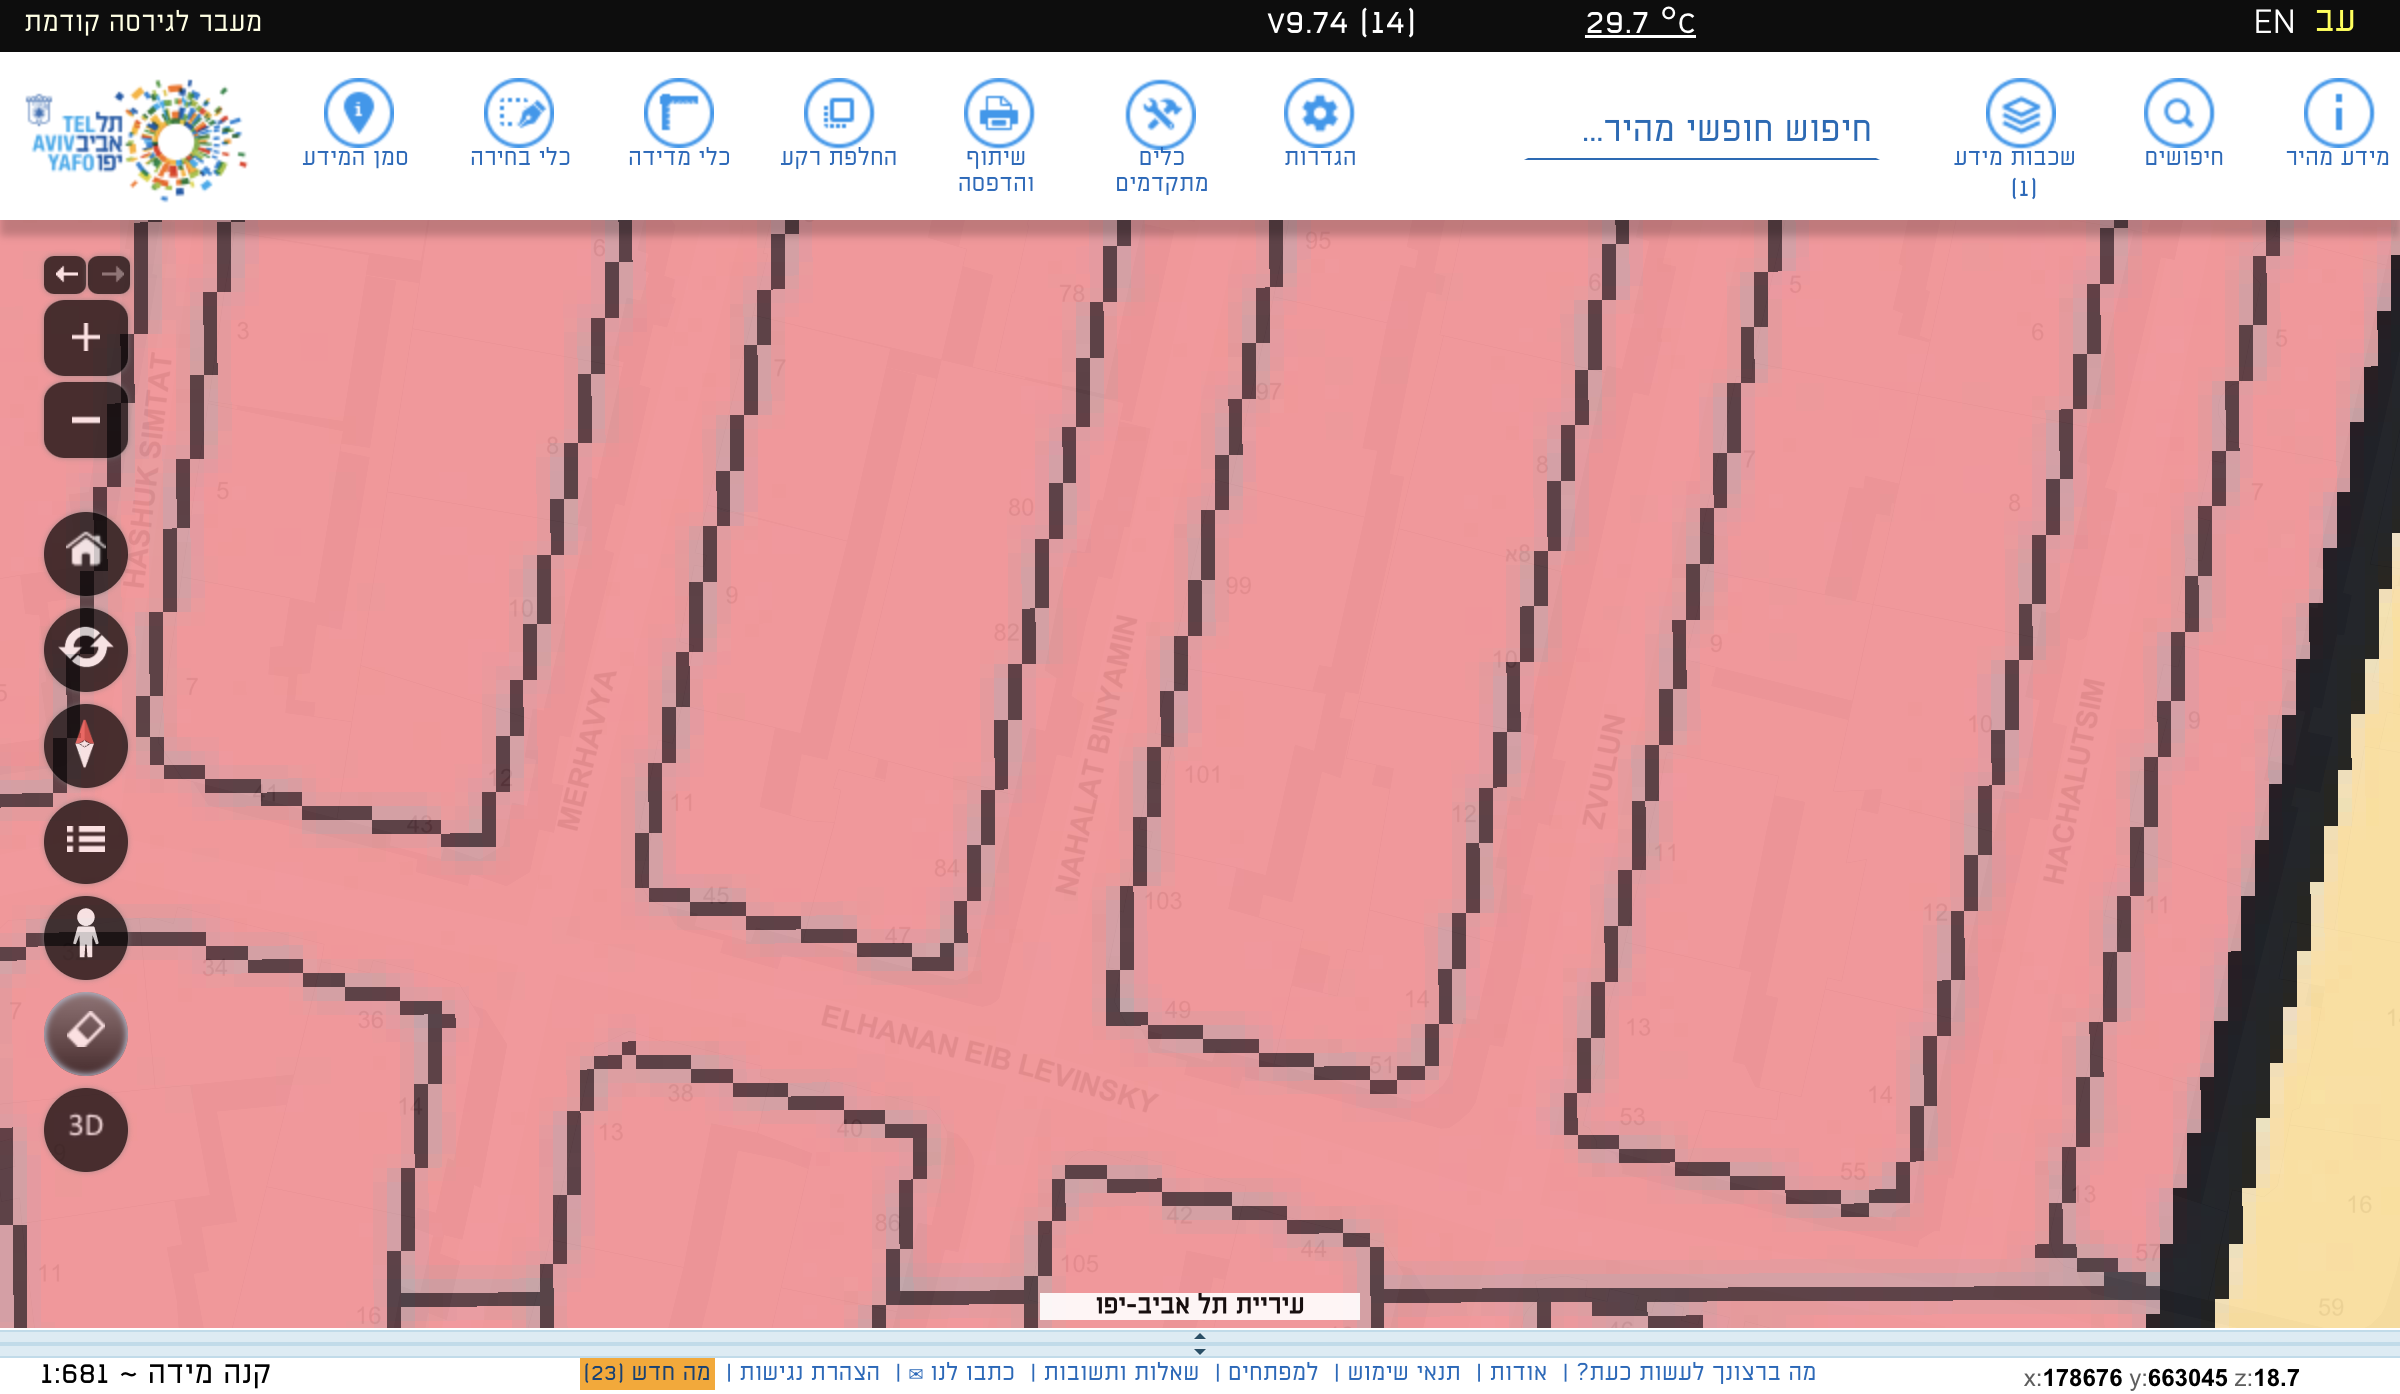 מעבר לגירסה קודמת
V9.74 (14)
29.7 °C
EN עב
תל TEL
אביב AVIV
יפו YAFO
סמן המידע
כלי בחירה
כלי מדידה
החלפת רקע
שיתוף
והדפסה
כלים
מתקדמים
הגדרות
חיפוש חופשי מהיר...
שכבות מידע
(1)
חיפושים
מידע מהיר
6
95
78
6
5
3
7
6
5
97
8
8
7
5
80
8
7
8א
99
9
10
82
9
10
7
10
9
101
12
11
12
11
41
43
84
45
103
12
11
47
34
36
49
14
13
7
38
40
51
53
14
14
13
55
86
42
44
105
13
57
16
59
11
16
HASHUK SIMTAT
MERHAVYA
NAHALAT BINYAMIN
ZVULUN
HACHALUTSIM
ELHANAN EIB LEVINSKY
3D
עיריית תל אביב-יפו
קנה מידה ~ 1:681
מה ברצונך לעשות כעת? | אודות | תנאי שימוש | למפתחים | שאלות ותשובות | כתבו לנו ✉ | הצהרת נגישות | מה חדש (23)
x:178676 y:663045 z:18.7